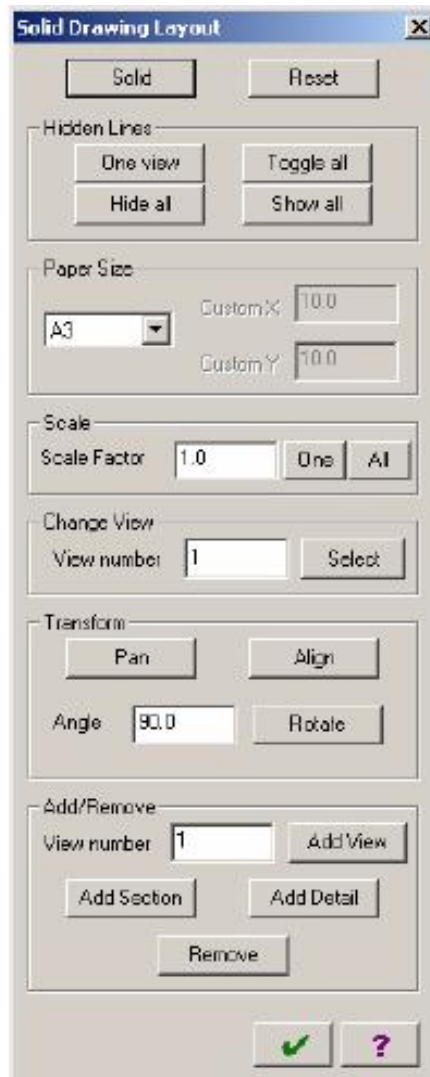 Solid Drawing Layout
Solid Reset
Hidden Lines
One view Toggle all
Hide all Show all
Paper Size
A3 Custom X 10.0
Custom Y 10.0
Scale
Scale Factor 1.0 One All
Change View
View number 1 Select
Transform
Pan Align
Angle 90.0 Rotate
Add/Remove
View number 1 Add View
Add Section Add Detail
Remove
?